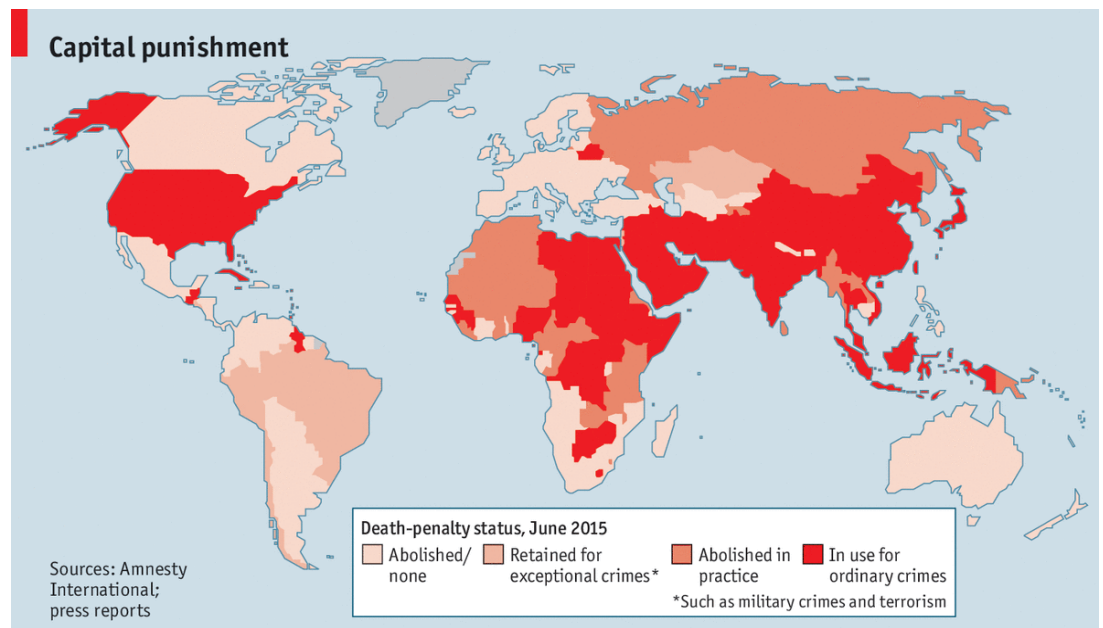 Capital punishment
Death-penalty status, June 2015
Abolished/
none
Retained for
exceptional crimes*
Abolished in
practice
In use for
ordinary crimes
*Such as military crimes and terrorism
Sources: Amnesty
International;
press reports